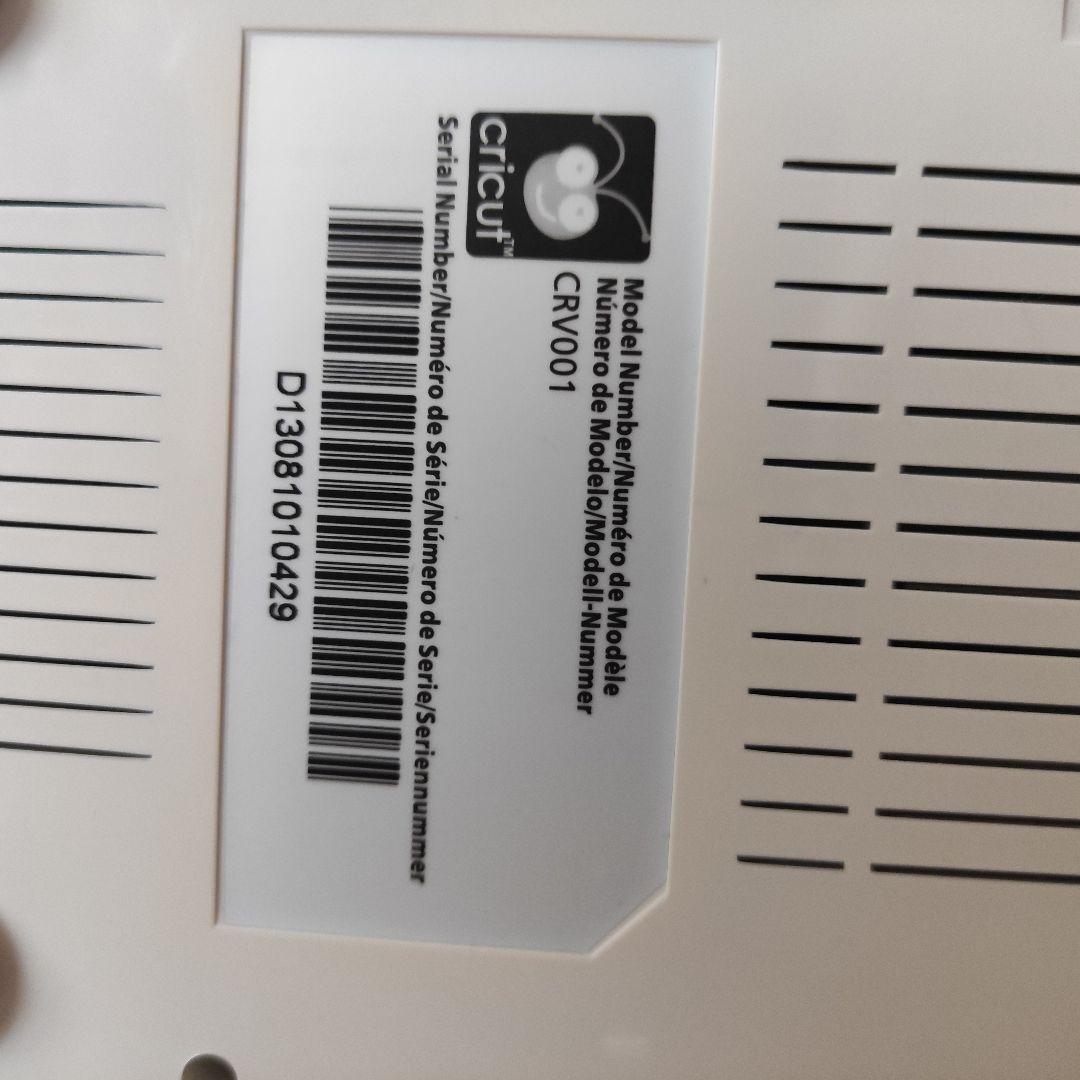 cricut™
Model Number/Numéro de Modèle
Número de Modelo/Modell-Nummer
CRV001
Serial Number/Numéro de Série/Número de Serie/Seriennummer
D13081010429